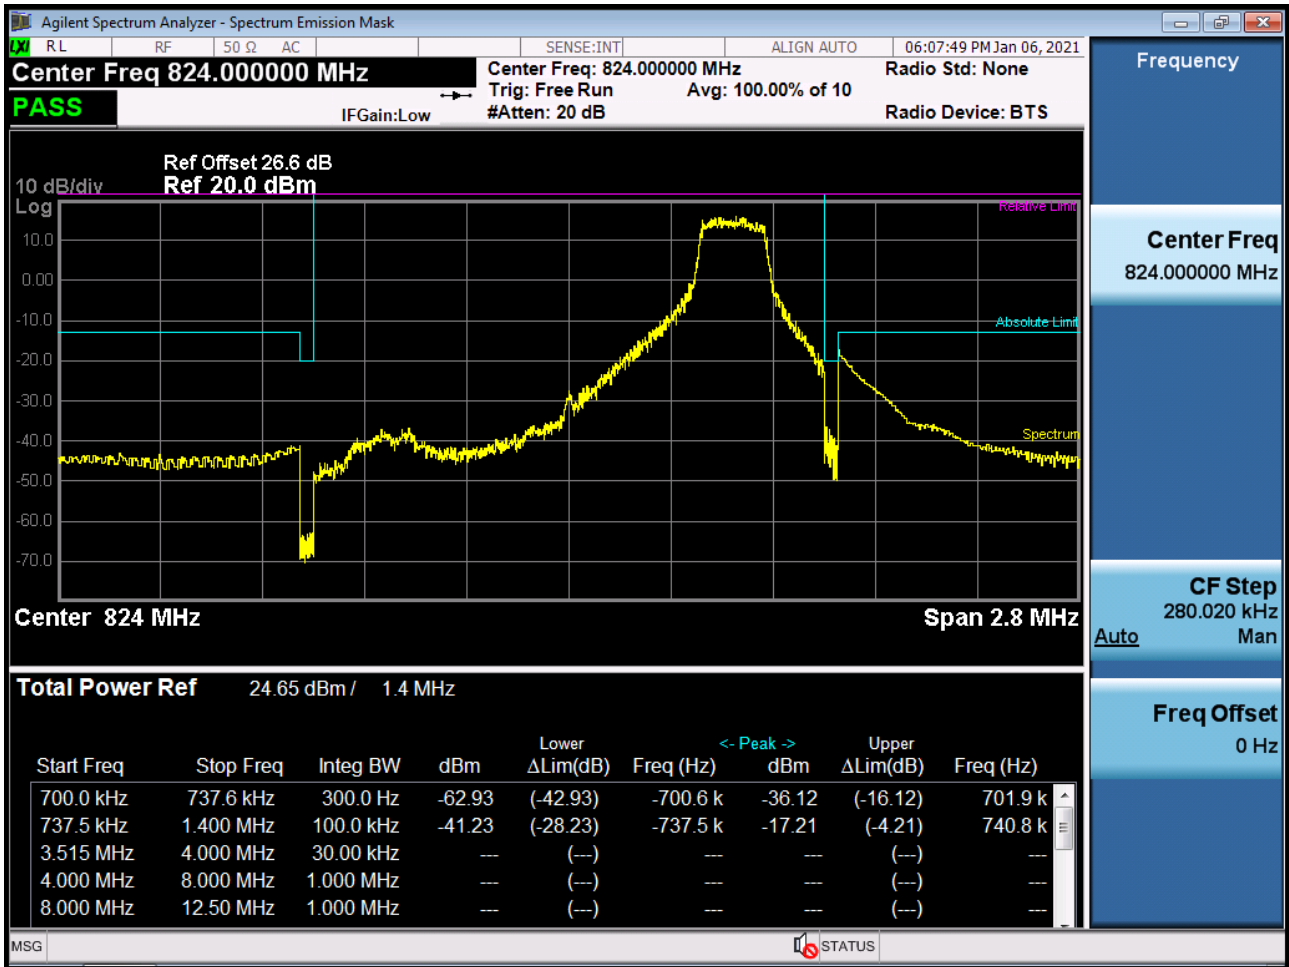 Agilent Spectrum Analyzer - Spectrum Emission Mask
LXI RL RF 50 Ω AC SENSE:INT ALIGN AUTO 06:07:49 PM Jan 06, 2021
Center Freq 824.000000 MHz
Center Freq: 824.000000 MHz
Radio Std: None
Trig: Free Run Avg: 100.00% of 10
PASS
IFGain:Low
#Atten: 20 dB
Radio Device: BTS
Ref Offset 26.6 dB
10 dB/div Ref 20.0 dBm
Log
Relative Limit
10.0
0.00
-10.0
Absolute Limit
-20.0
-30.0
-40.0
Spectrum
-50.0
-60.0
-70.0
Center 824 MHz Span 2.8 MHz
Total Power Ref 24.65 dBm / 1.4 MHz
Lower <- Peak -> Upper
Start Freq Stop Freq Integ BW dBm ΔLim(dB) Freq (Hz) dBm ΔLim(dB) Freq (Hz)
700.0 kHz 737.6 kHz 300.0 Hz -62.93 (-42.93) -700.6 k -36.12 (-16.12) 701.9 k
737.5 kHz 1.400 MHz 100.0 kHz -41.23 (-28.23) -737.5 k -17.21 (-4.21) 740.8 k
3.515 MHz 4.000 MHz 30.00 kHz --- (---) --- --- (---) ---
4.000 MHz 8.000 MHz 1.000 MHz --- (---) --- --- (---) ---
8.000 MHz 12.50 MHz 1.000 MHz --- (---) --- --- (---) ---
MSG STATUS
Frequency
Center Freq
824.000000 MHz
CF Step
280.020 kHz
Auto Man
Freq Offset
0 Hz